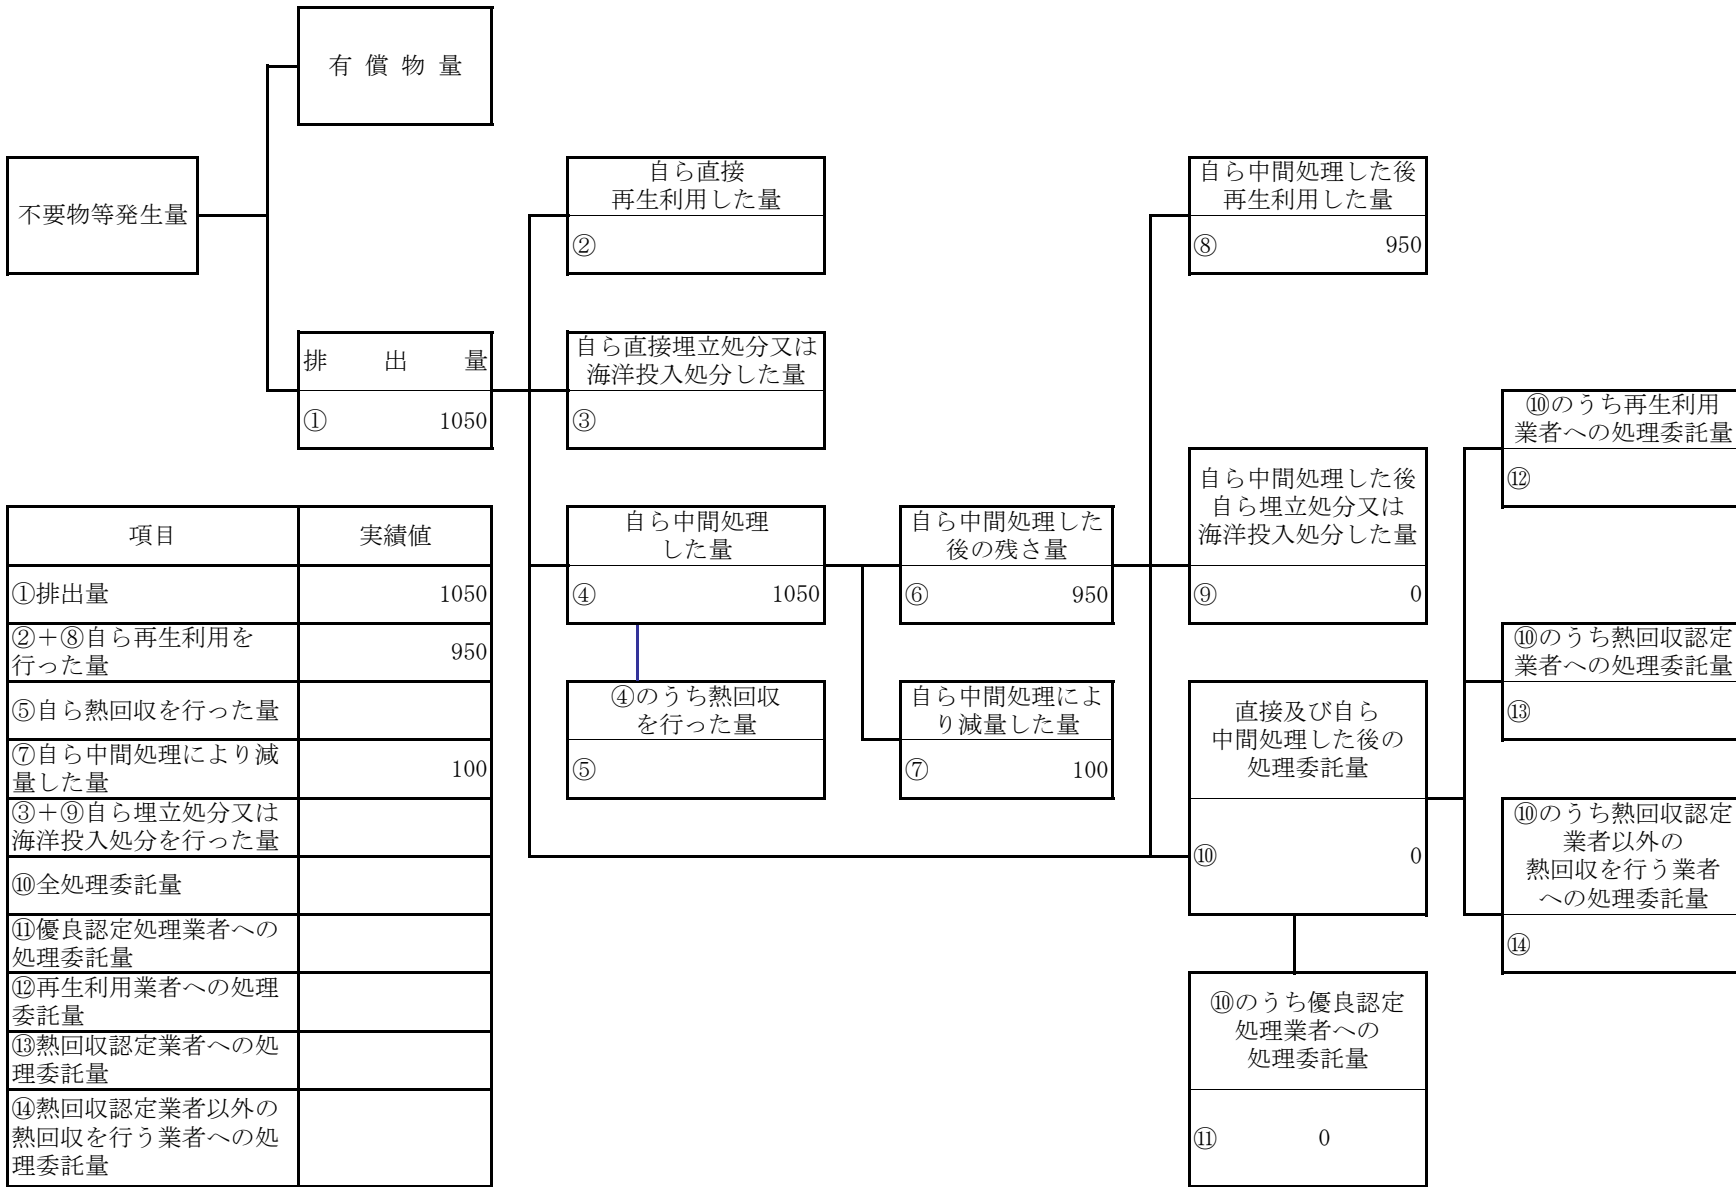 有償物量
不要物等発生量
自ら直接
再生利用した量
②
自ら中間処理した後
再生利用した量
⑧ 950
排出量
① 1050
自ら直接埋立処分又は
海洋投入処分した量
③
⑩のうち再生利用
業者への処理委託量
⑫
自ら中間処理した後
自ら埋立処分又は
海洋投入処分した量
⑨ 0
自ら中間処理
した量
④ 1050
自ら中間処理した
後の残さ量
⑥ 950
④のうち熱回収
を行った量
⑤
自ら中間処理によ
り減量した量
⑦ 100
直接及び自ら
中間処理した後の
処理委託量
⑩ 0
⑩のうち熱回収認定
業者への処理委託量
⑬
⑩のうち熱回収認定
業者以外の
熱回収を行う業者
への処理委託量
⑭
⑩のうち優良認定
処理業者への
処理委託量
⑪ 0
項目 実績値
①排出量 1050
②+⑧自ら再生利用を
行った量 950
⑤自ら熱回収を行った量
⑦自ら中間処理により減
量した量 100
③+⑨自ら埋立処分又は
海洋投入処分を行った量
⑩全処理委託量
⑪優良認定処理業者への
処理委託量
⑫再生利用業者への処理
委託量
⑬熱回収認定業者への処
理委託量
⑭熱回収認定業者以外の
熱回収を行う業者への処
理委託量